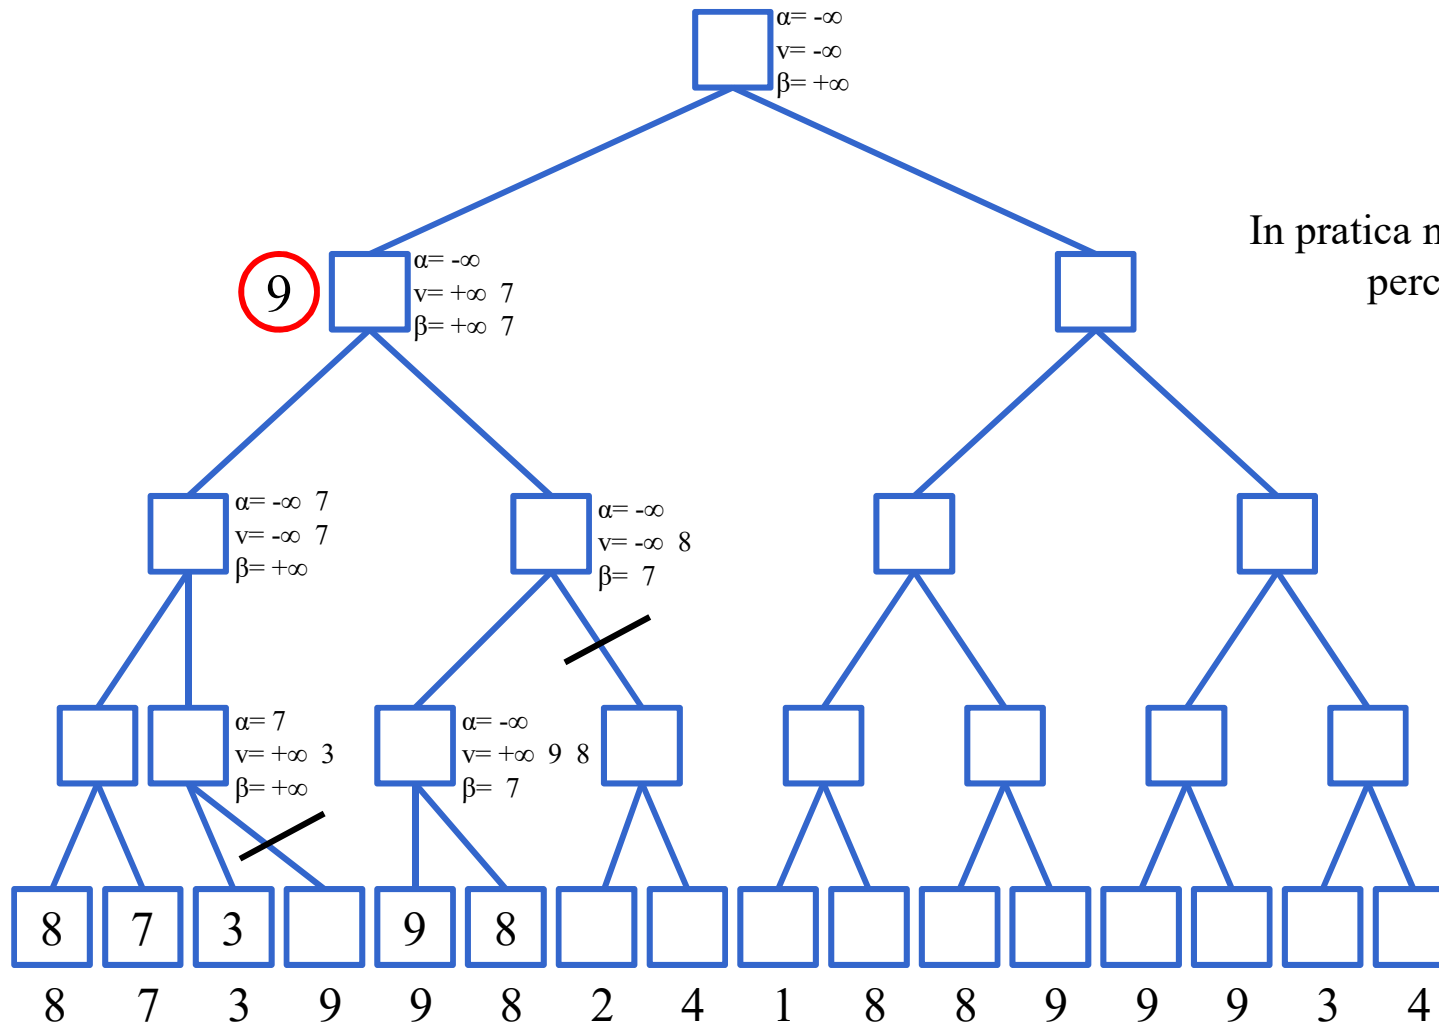 α= -∞
v= -∞
β= +∞
In pratica
9
α= -∞
v= +∞ 7
β= +∞ 7
α= -∞ 7
v= -∞ 7
β= +∞
α= -∞
v= -∞ 8
β= 7
α= 7
v= +∞ 3
β= +∞
α= -∞
v= +∞ 9 8
β= 7
8 7 3 9 8
8 7 3 9 9 8 2 4 1 8 8 9 9 9 3 4